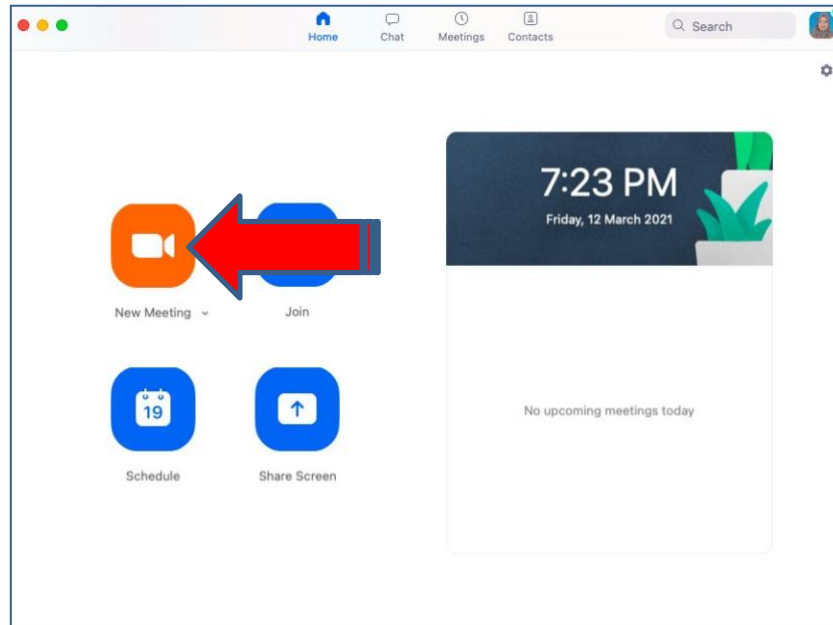 Home
Chat
Meetings
Contacts
Search
7:23 PM
Friday, 12 March 2021
New Meeting
Join
19
Schedule
Share Screen
No upcoming meetings today